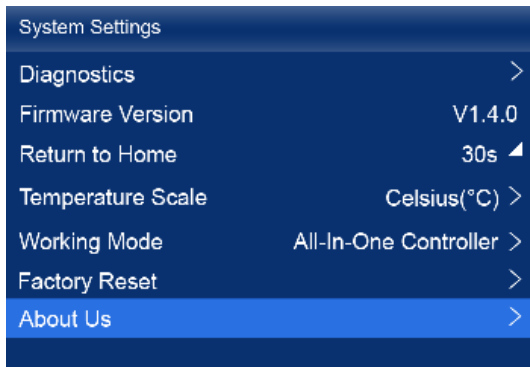 System Settings
Diagnostics >
Firmware Version V1.4.0
Return to Home 30s
Temperature Scale Celsius(°C) >
Working Mode All-In-One Controller >
Factory Reset >
About Us >